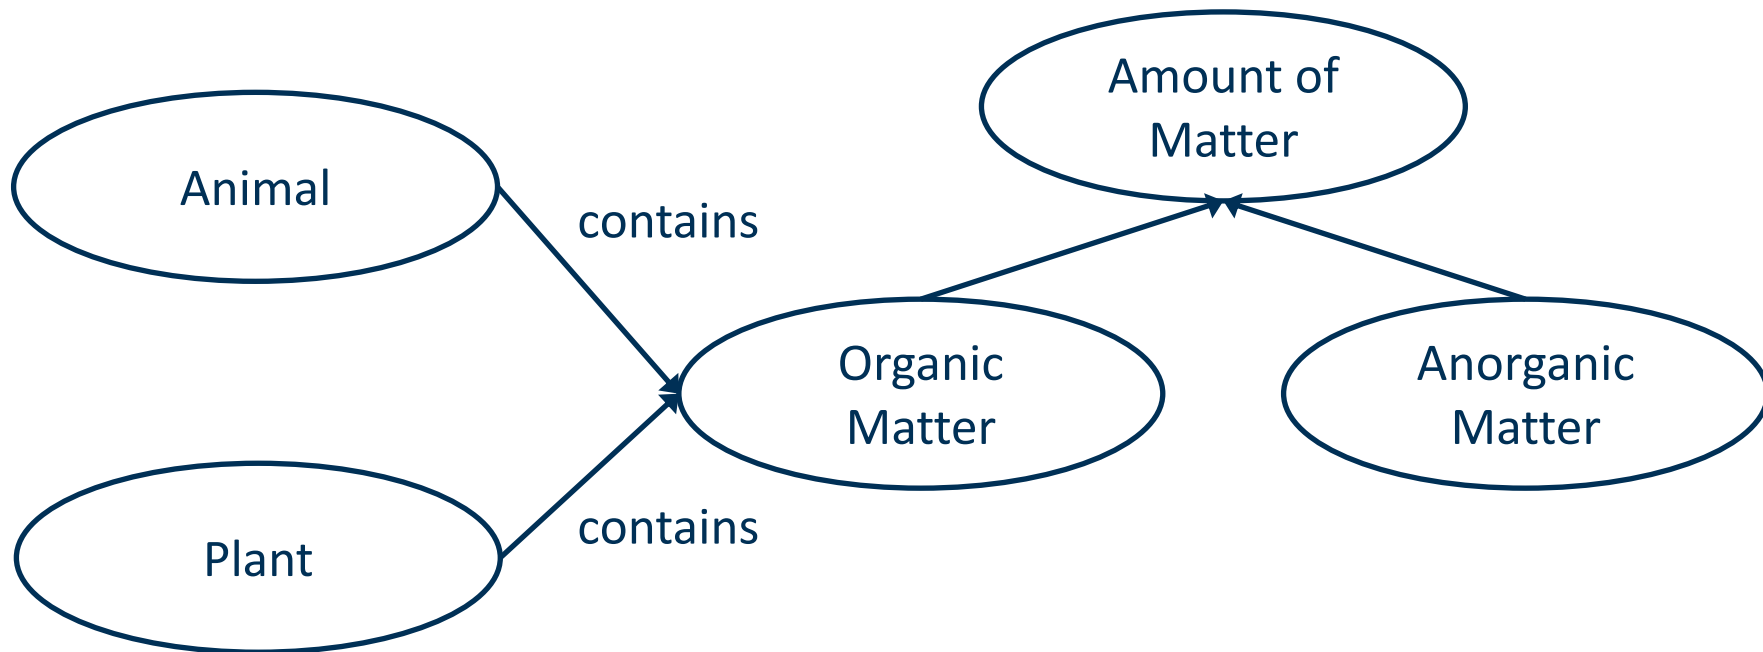 Amount of
Matter
Animal
contains
Organic
Matter
Anorganic
Matter
contains
Plant